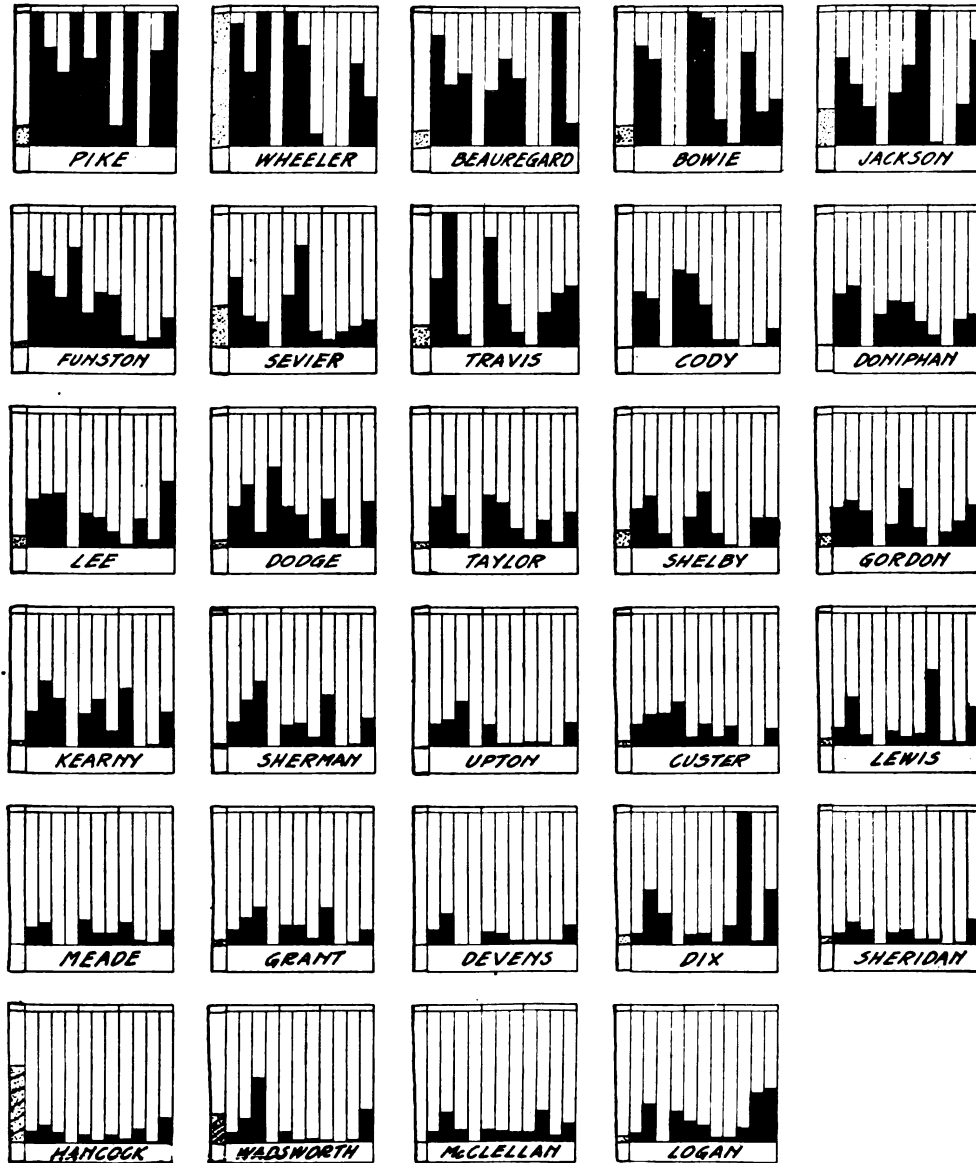 PIKE
WHEELER
BEAUREGARD
BOWIE
JACKSON
FUNSTON
SEVIER
TRAVIS
CODY
DONIPHAN
LEE
DODGE
TAYLOR
SHELBY
GORDON
KEARNY
SHERMAN
UPTON
CUSTER
LEWIS
MEADE
GRANT
DEVENS
DIX
SHERIDAN
HANCOCK
WADSWORTH
McCLELLAN
LOGAN